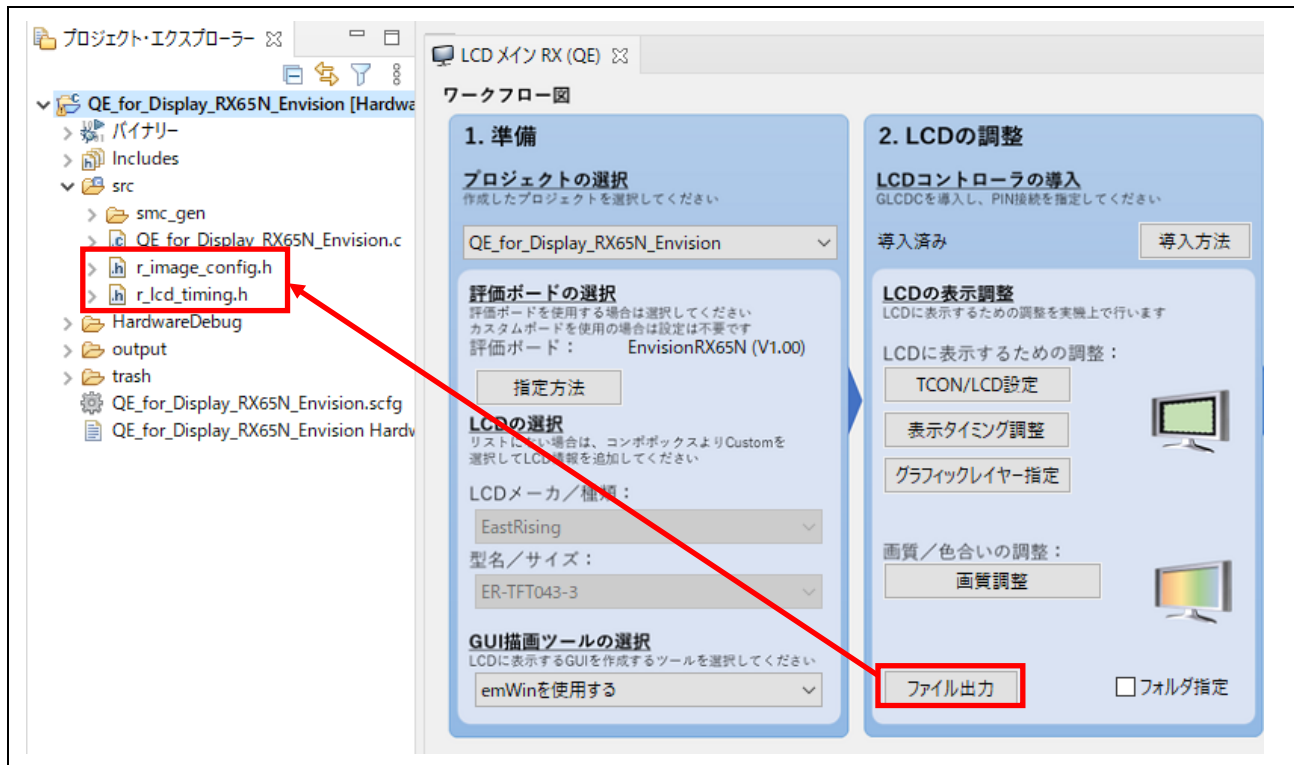 プロジェクト・エクスプローラー
QE_for_Display_RX65N_Envision [Hardwa
バイナリー
Includes
src
smc_gen
QE_for_Display_RX65N_Envision.c
r_image_config.h
r_lcd_timing.h
HardwareDebug
output
trash
QE_for_Display_RX65N_Envision.scfg
QE_for_Display_RX65N_Envision Hardw
LCD メイン RX (QE)
ワークフロー図
1. 準備
プロジェクトの選択
作成したプロジェクトを選択してください
QE_for_Display_RX65N_Envision
評価ボードの選択
評価ボードを使用する場合は選択してください
カスタムボードを使用の場合は設定は不要です
評価ボード: EnvisionRX65N (V1.00)
指定方法
LCDの選択
リストにない場合は、コンボボックスよりCustomを
選択してLCD情報を追加してください
LCDメーカ/種類:
EastRising
型名/サイズ:
ER-TFT043-3
GUI描画ツールの選択
LCDに表示するGUIを作成するツールを選択してください
emWinを使用する
2. LCDの調整
LCDコントローラの導入
GLCDCを導入し、PIN接続を指定してください
導入済み 導入方法
LCDの表示調整
LCDに表示するための調整を実機上で行います
LCDに表示するための調整:
TCON/LCD設定
表示タイミング調整
グラフィックレイヤー指定
画質/色合いの調整:
画質調整
ファイル出力 フォルダ指定